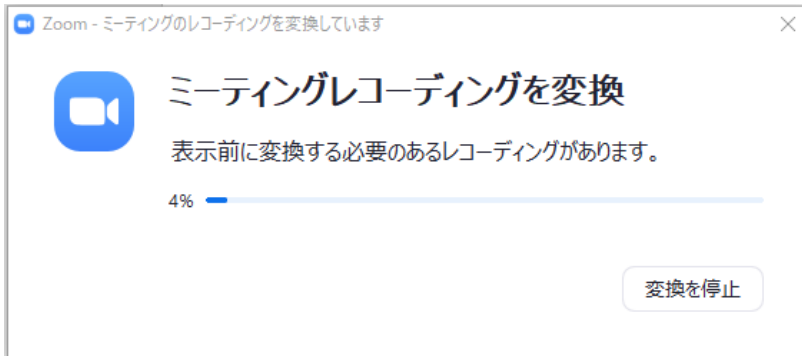 Zoom - ミーティングのレコーディングを変換しています
ミーティングレコーディングを変換
表示前に変換する必要のあるレコーディングがあります。
4%
変換を停止